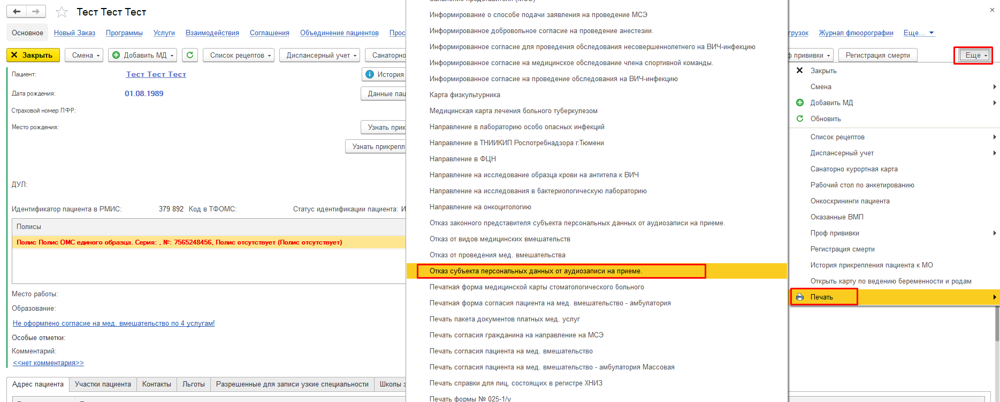 Тест Тест Тест
Основное Новый Заказ Программы Услуги Взаимодействия Соглашения Объединение пациентов
Журнал флюорографии Еще...
Закрыть Смена Добавить МД Список рецептов Диспансерный учет
прививки Регистрация смерти Еще
Пациент: Тест Тест Тест История
Дата рождения: 01.08.1989 Данные
Страховой номер ПФР:
Место рождения: Узнать
Узнать
ДУЛ:
Идентификатор пациента в РМИС: 379 892 Код в ТФОМС: Статус идентификации пациента:
Полисы
Полис Полис ОМС единого образца. Серия: , №: 7565248456, Полис отсутствует (Полис отсутствует)
Место работы:
Образование:
Не оформлено согласие на мед. вмешательство по 4 услугам!
Особые отметки:
Комментарий:
<<нет комментария>>
Адрес пациента Участки пациента Контакты Льготы Разрешенные для записи узкие специальности Школы
Информирование о способе подачи заявления на проведение МСЭ
Информированное добровольное согласие на проведение анестезии.
Информированное согласие для проведения обследования несовершеннолетнего на ВИЧ-инфекцию
Информированное согласие на медицинское обследование члена спортивной команды.
Информированное согласие на проведение обследования на ВИЧ-инфекцию
Карта физкультурника
Медицинская карта лечения больного туберкулезом
Направление в лабораторию особо опасных инфекций
Направление в ТНИИКИП Роспотребнадзора г.Тюмени
Направление в ФЦН
Направление на исследование образца крови на антитела к ВИЧ
Направление на исследования в бактериологическую лабораторию
Направление на онкоцитологию
Отказ законного представителя субъекта персональных данных от аудиозаписи на приеме.
Отказ от видов медицинских вмешательств
Отказ от проведения мед. вмешательства
Отказ субъекта персональных данных от аудиозаписи на приеме.
Печатная форма медицинской карты стоматологического больного
Печатная форма согласия пациента на мед. вмешательство - амбулатория
Печать пакета документов платных мед. услуг
Печать согласия гражданина на направление на МСЭ
Печать согласия пациента на мед. вмешательство
Печать согласия пациента на мед. вмешательство - амбулатория Массовая
Печать справки для лиц, состоящих в регистре ХНИЗ
Печать формы № 025-1/у
Закрыть
Смена
Добавить МД
Обновить
Список рецептов
Диспансерный учет
Санаторно курортная карта
Рабочий стол по анкетированию
Онкоскрининги пациента
Оказанные ВМП
Проф прививки
Регистрация смерти
История прикрепления пациента к МО
Открыть карту по ведению беременности и родам
Печать